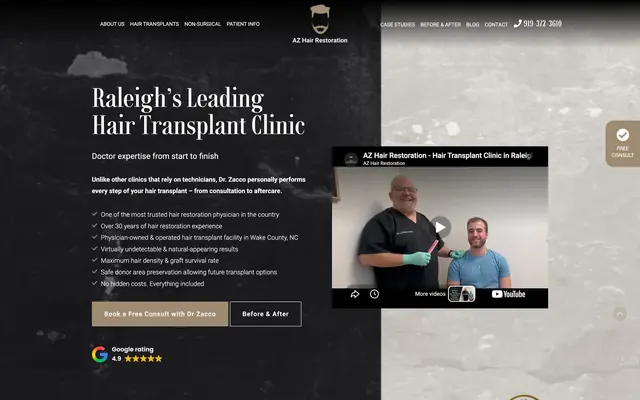 ABOUT US
HAIR TRANSPLANTS
NON-SURGICAL
PATIENT INFO
AZ Hair Restoration
CASE STUDIES
BEFORE & AFTER
BLOG
CONTACT
919-372-3610
Raleigh's Leading
Hair Transplant Clinic
Doctor expertise from start to finish
Unlike other clinics that rely on technicians, Dr. Zacco personally performs
every step of your hair transplant – from consultation to aftercare.
One of the most trusted hair restoration physician in the country
Over 30 years of hair restoration experience
Physician-owned & operated hair transplant facility in Wake County, NC
Virtually undetectable & natural-appearing results
Maximum hair density & graft survival rate
Safe donor area preservation allowing future transplant options
No hidden costs. Everything included
Book a Free Consult with Dr Zacco
Before & After
Google rating
4.9
AZ Hair Restoration - Hair Transplant Clinic in Raleig
AZ Hair Restoration
More videos
YouTube
FREE
CONSULT